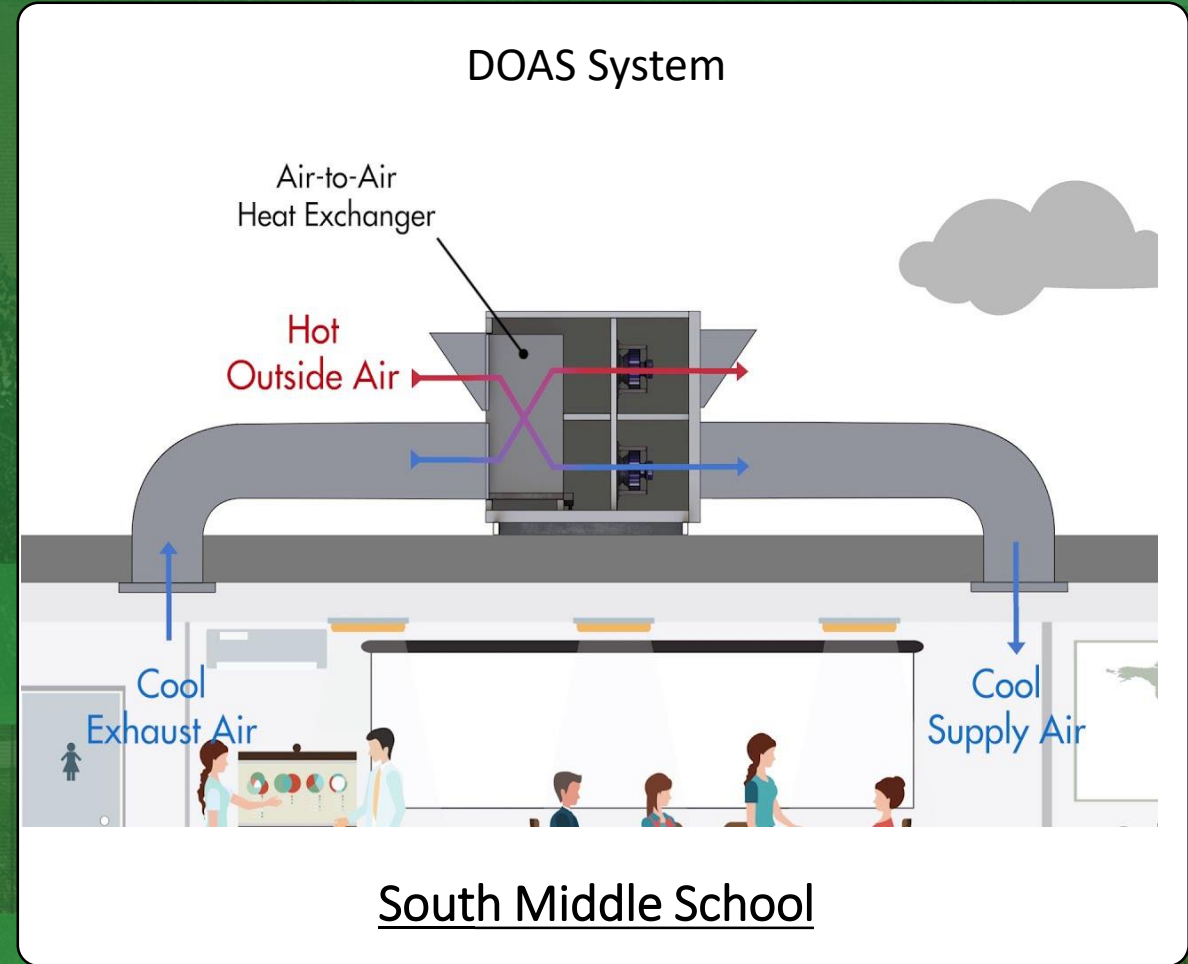 DOAS System
Air-to-Air
Heat Exchanger
Hot
Outside Air
Cool
Exhaust Air
Cool
Supply Air
South Middle School